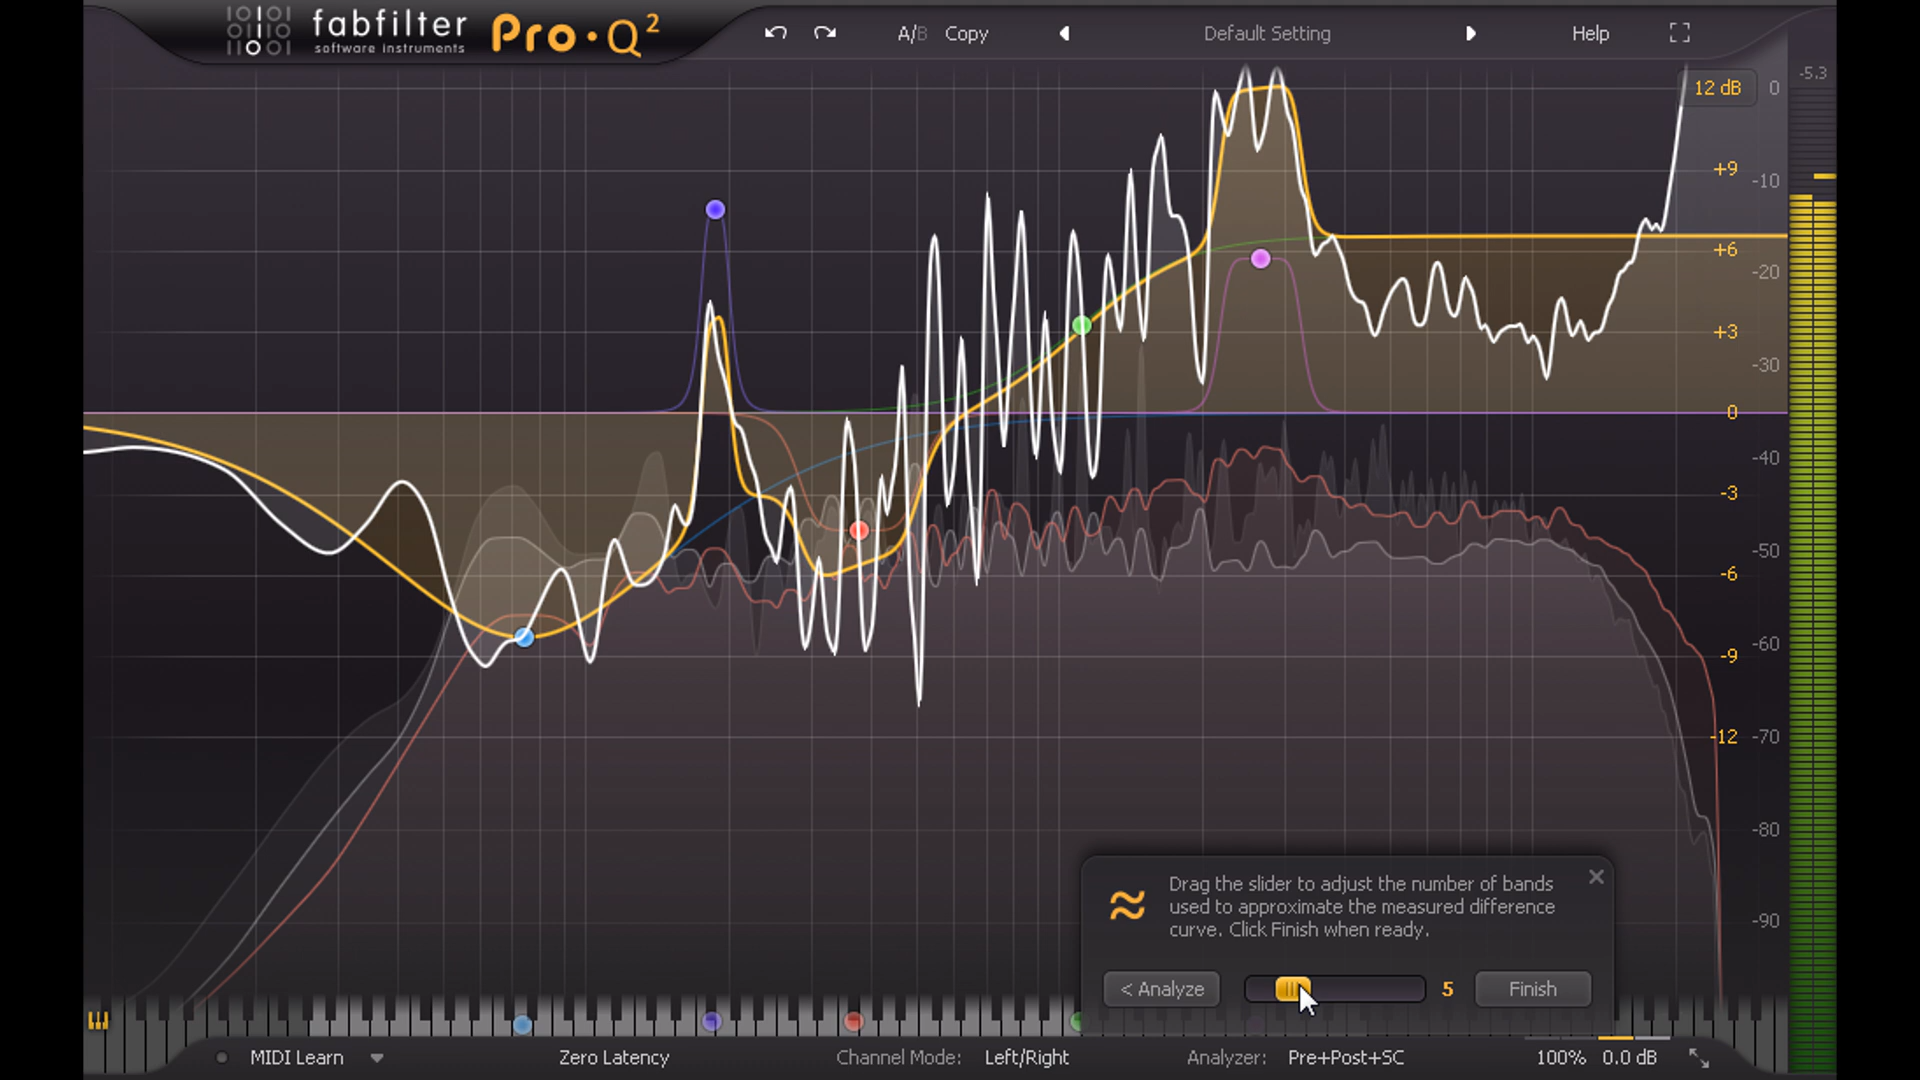 fabfilter
software instruments
Pro·Q²
A/B Copy
Default Setting
Help
-5.3
12 dB 0
+9
-10
+6
-20
+3
-30
0
-40
-3
-50
-6
-60
-9
-12 -70
-80
-90
Drag the slider to adjust the number of bands
used to approximate the measured difference
curve. Click Finish when ready.
< Analyze 5 Finish
MIDI Learn Zero Latency Channel Mode: Left/Right Analyzer: Pre+Post+SC 100% 0.0 dB